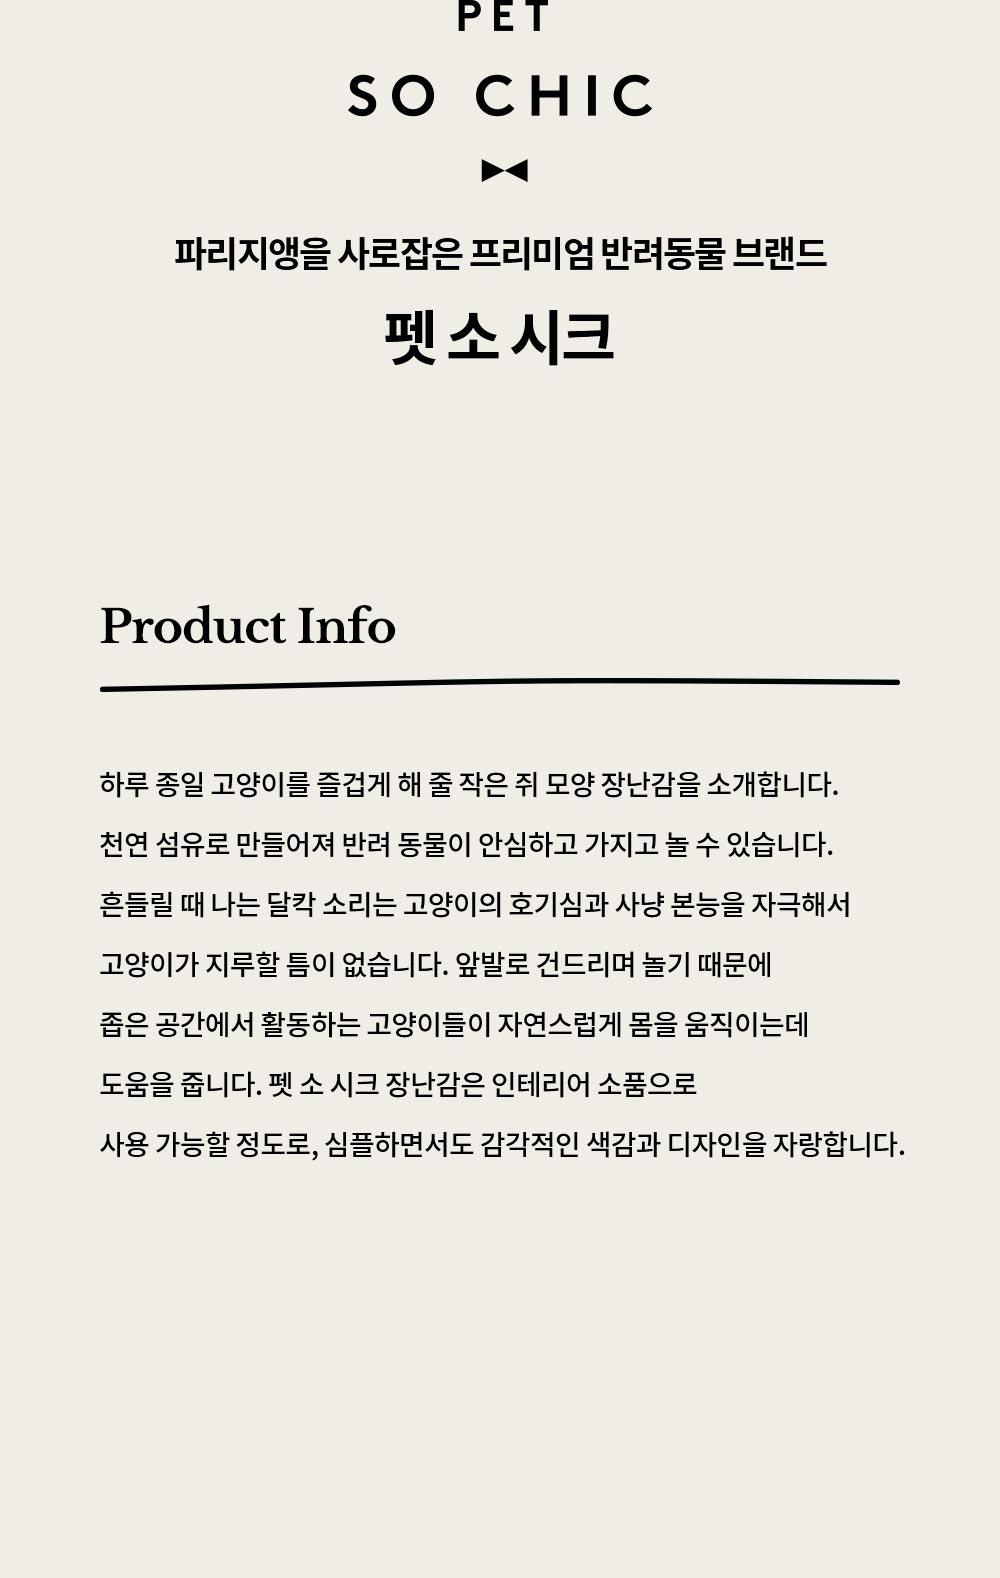 PET
SO CHIC
파리지앵을 사로잡은 프리미엄 반려동물 브랜드
펫 소 시크
Product Info
하루 종일 고양이를 즐겁게 해 줄 작은 쥐 모양 장난감을 소개합니다.
천연 섬유로 만들어져 반려 동물이 안심하고 가지고 놀 수 있습니다.
흔들릴 때 나는 달칵 소리는 고양이의 호기심과 사냥 본능을 자극해서
고양이가 지루할 틈이 없습니다. 앞발로 건드리며 놀기 때문에
좁은 공간에서 활동하는 고양이들이 자연스럽게 몸을 움직이는데
도움을 줍니다. 펫 소 시크 장난감은 인테리어 소품으로
사용 가능할 정도로, 심플하면서도 감각적인 색감과 디자인을 자랑합니다.